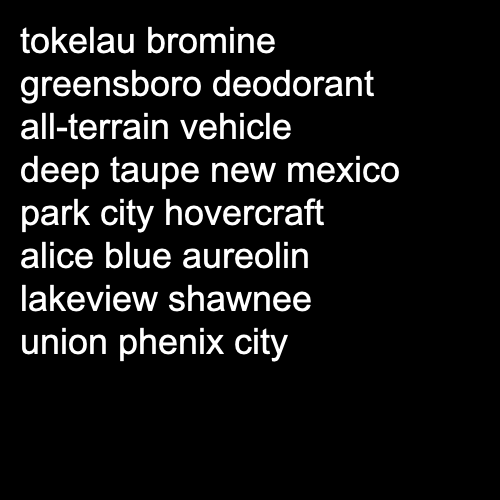 tokelau bromine
greensboro deodorant
all-terrain vehicle
deep taupe new mexico
park city hovercraft
alice blue aureolin
lakeview shawnee
union phenix city